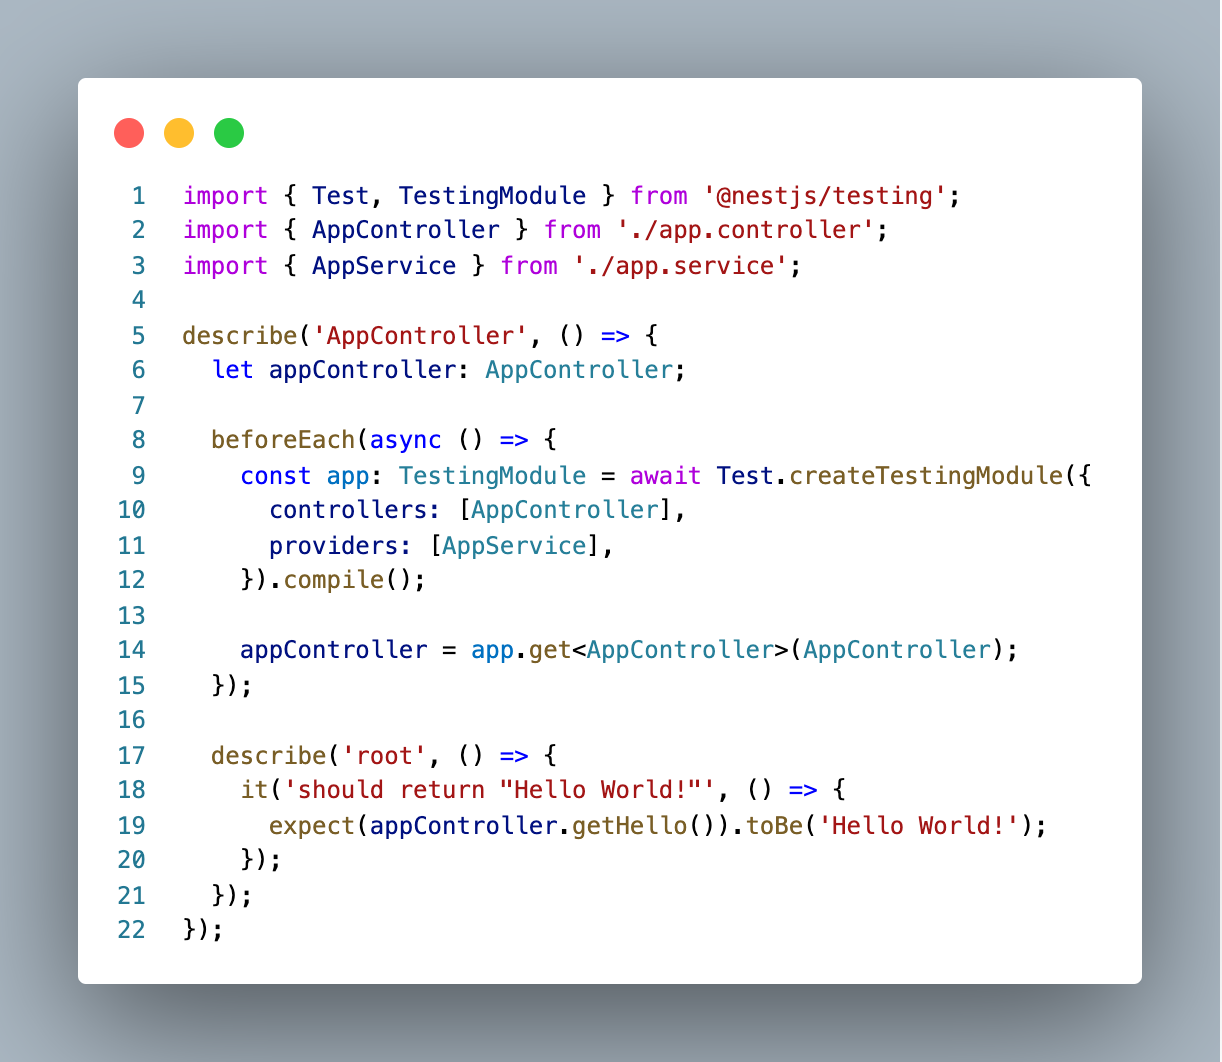 1 import { Test, TestingModule } from '@nestjs/testing';
2 import { AppController } from './app.controller';
3 import { AppService } from './app.service';
4
5 describe('AppController', () => {
6   let appController: AppController;
7
8   beforeEach(async () => {
9     const app: TestingModule = await Test.createTestingModule({
10       controllers: [AppController],
11       providers: [AppService],
12     }).compile();
13
14     appController = app.get<AppController>(AppController);
15   });
16
17   describe('root', () => {
18     it('should return "Hello World!"', () => {
19       expect(appController.getHello()).toBe('Hello World!');
20     });
21   });
22 });